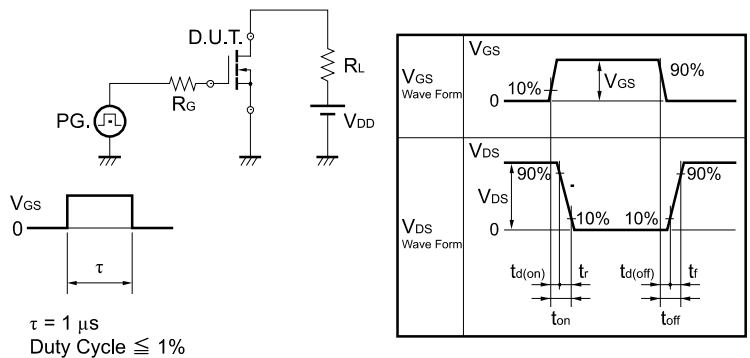 D.U.T.
RG
RL
PG.
VDD
VGS
0
τ
τ = 1 μs
Duty Cycle ≦ 1%
VGS
Wave Form
VGS
10%
90%
VGS
0
VDS
Wave Form
VDS
90%
90%
VDS
10%
10%
0
td(on)
tr
td(off)
tf
ton
toff